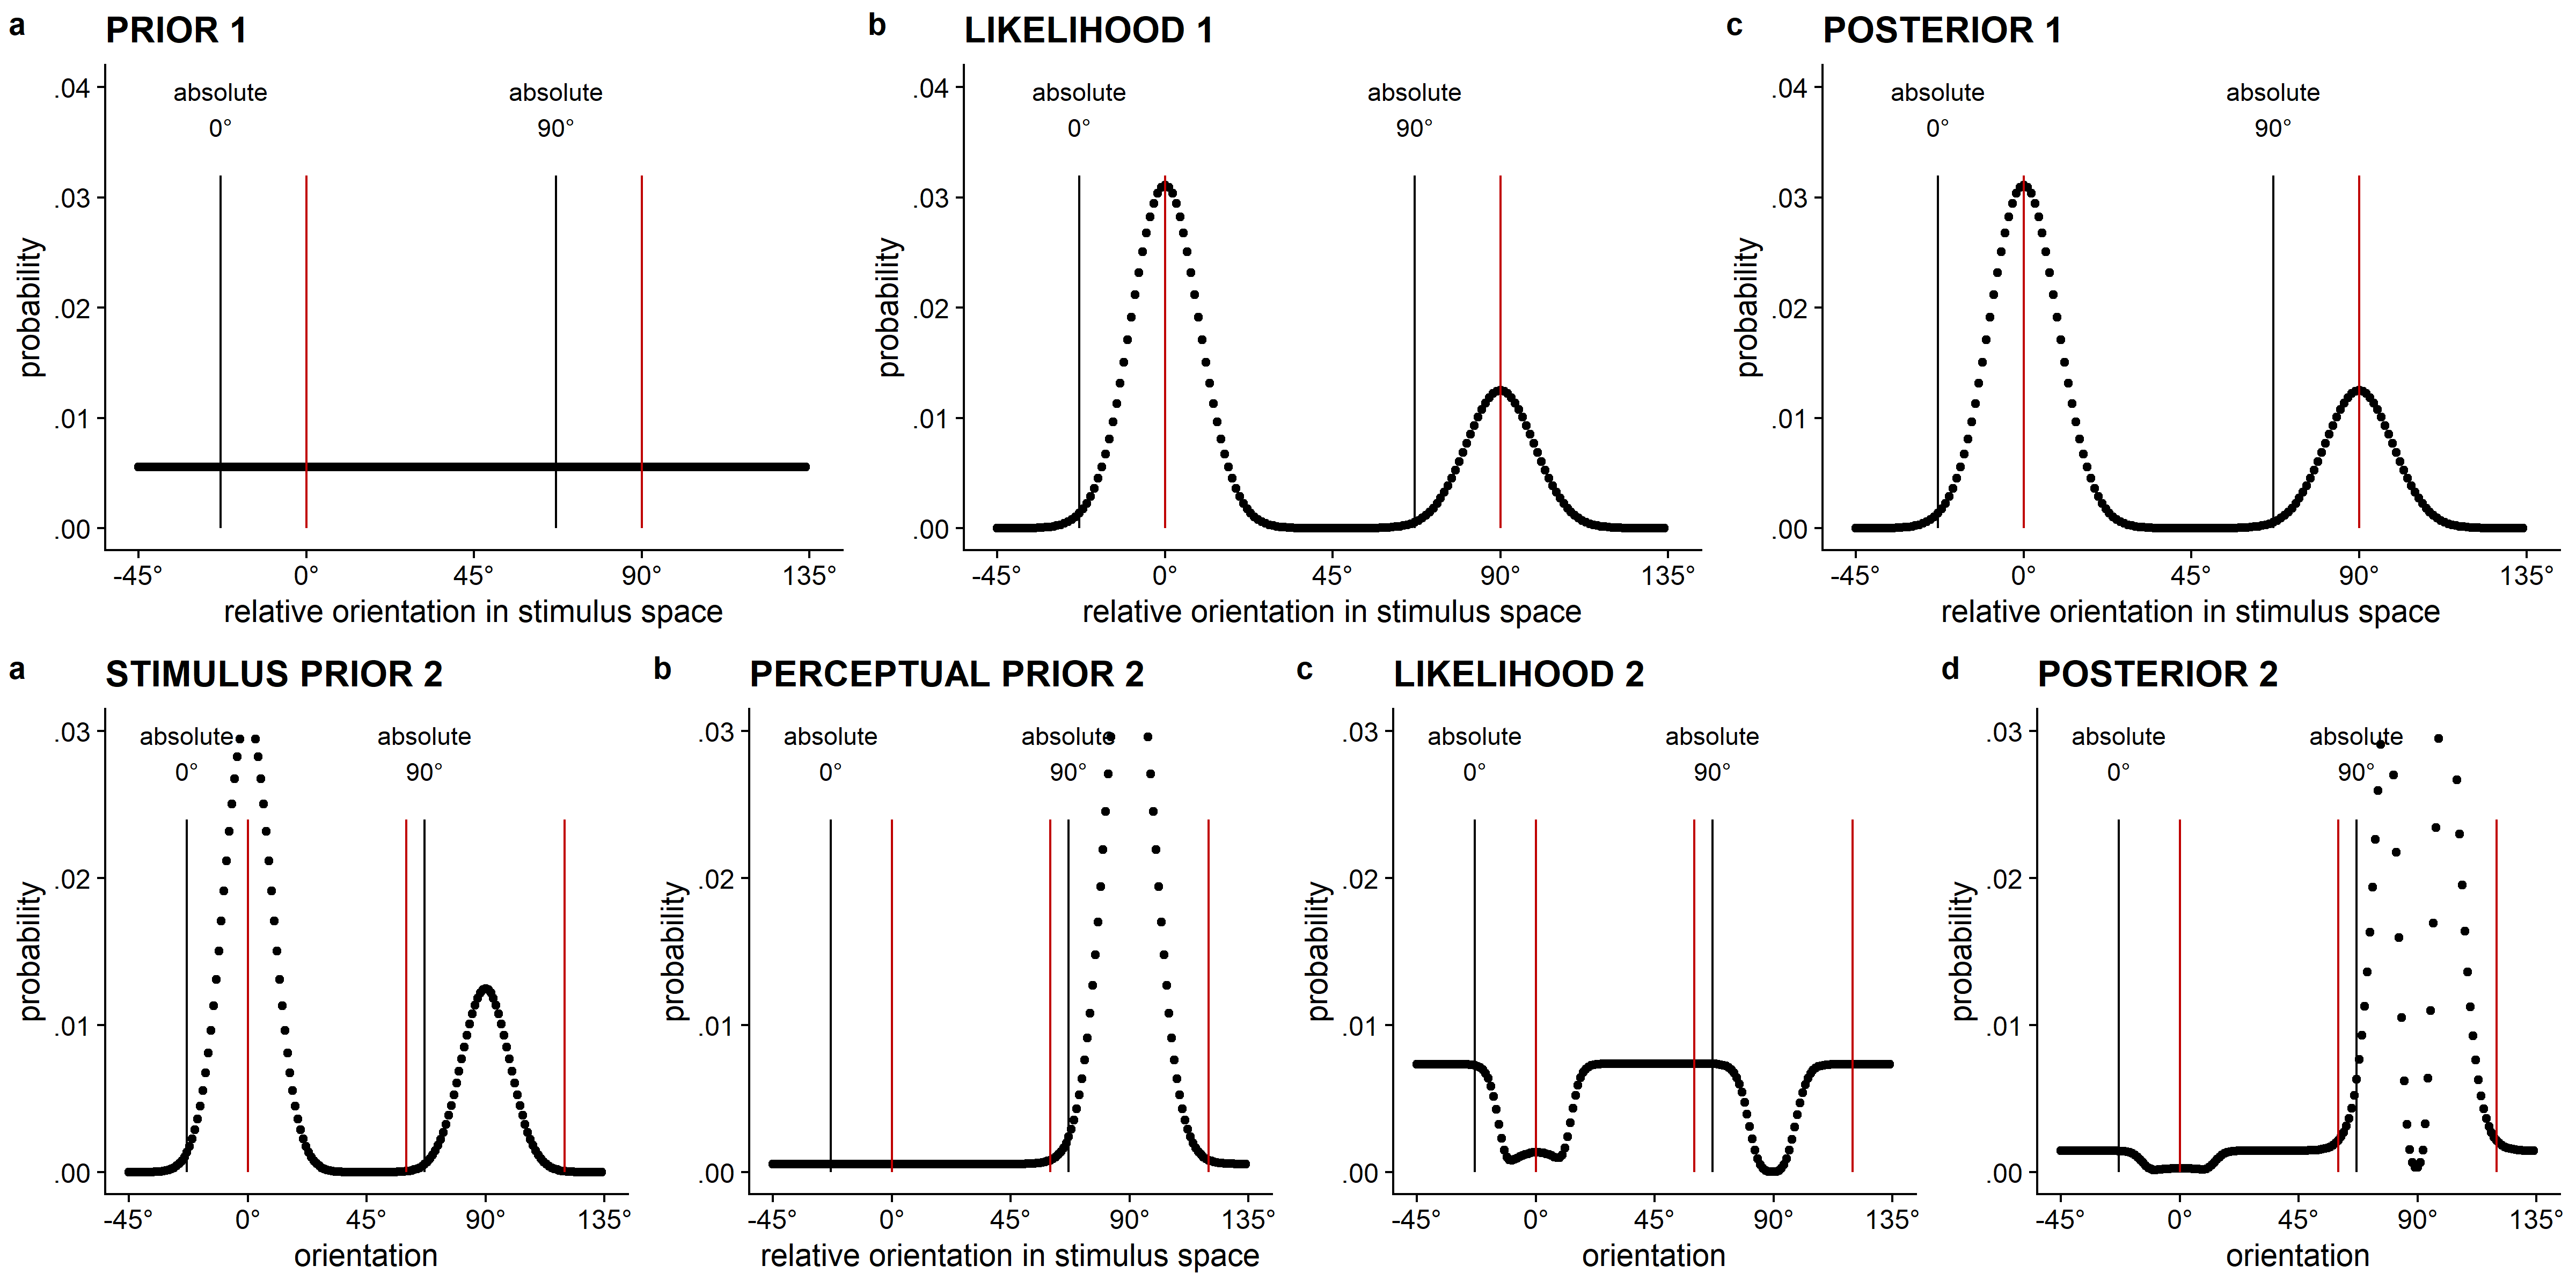 a PRIOR 1
.04
.03
.02
.01
.00
absolute
0°
absolute
90°
probability
-45° 0° 45° 90° 135°
relative orientation in stimulus space
b LIKELIHOOD 1
.04
.03
.02
.01
.00
absolute
0°
absolute
90°
probability
-45° 0° 45° 90° 135°
relative orientation in stimulus space
c POSTERIOR 1
.04
.03
.02
.01
.00
absolute
0°
absolute
90°
probability
-45° 0° 45° 90° 135°
relative orientation in stimulus space
a STIMULUS PRIOR 2
.03
.02
.01
.00
absolute
0°
absolute
90°
probability
-45° 0° 45° 90° 135°
orientation
b PERCEPTUAL PRIOR 2
.03
.02
.01
.00
absolute
0°
absolute
90°
probability
-45° 0° 45° 90° 135°
relative orientation in stimulus space
c LIKELIHOOD 2
.03
.02
.01
.00
absolute
0°
absolute
90°
probability
-45° 0° 45° 90° 135°
orientation
d POSTERIOR 2
.03
.02
.01
.00
absolute
0°
absolute
90°
probability
-45° 0° 45° 90° 135°
orientation